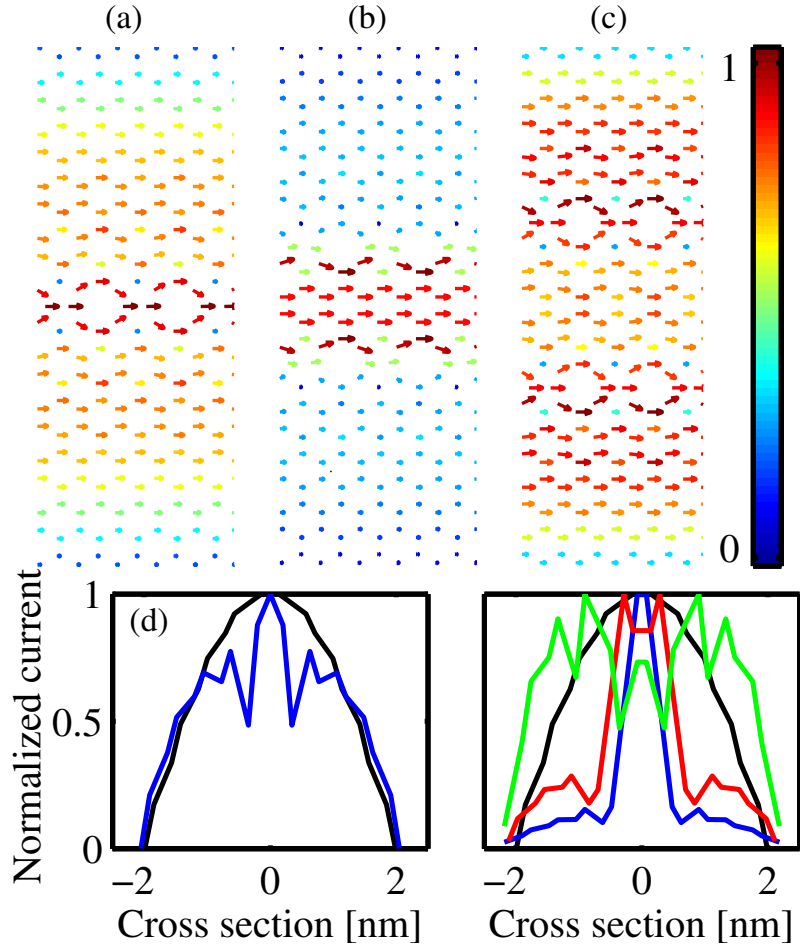 (a) (b) (c)
1
0
Normalized current
1
0.5
0
(d)
−2 0 2
Cross section [nm]
−2 0 2
Cross section [nm]